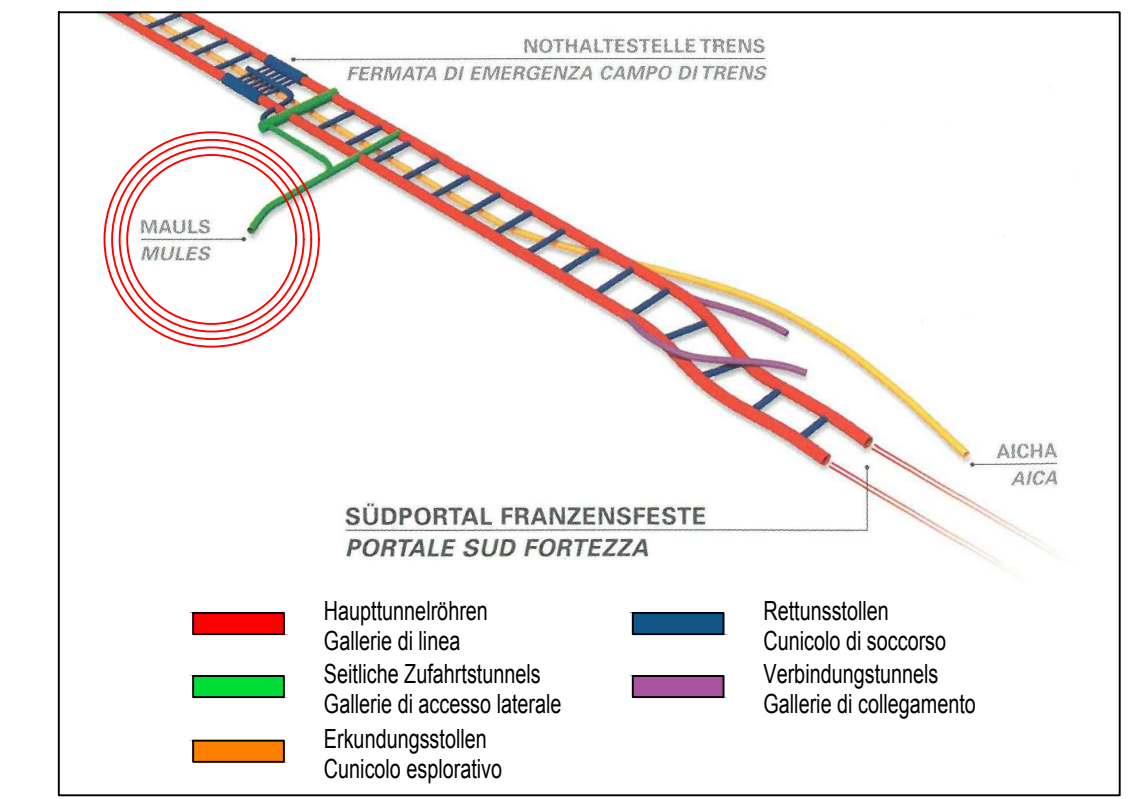 NOTHALTESTELLE TRENS
FERMATA DI EMERGENZA CAMPO DI TRENS
MAULS
MULES
AICHA
AICA
SÜDPORTAL FRANZENSFESTE
PORTALE SUD FORTEZZA
Haupttunnelröhren
Gallerie di linea
Seitliche Zufahrtstunnels
Gallerie di accesso laterale
Erkundungsstollen
Cunicolo esplorativo
Rettunsstollen
Cunicolo di soccorso
Verbindungstunnels
Gallerie di collegamento